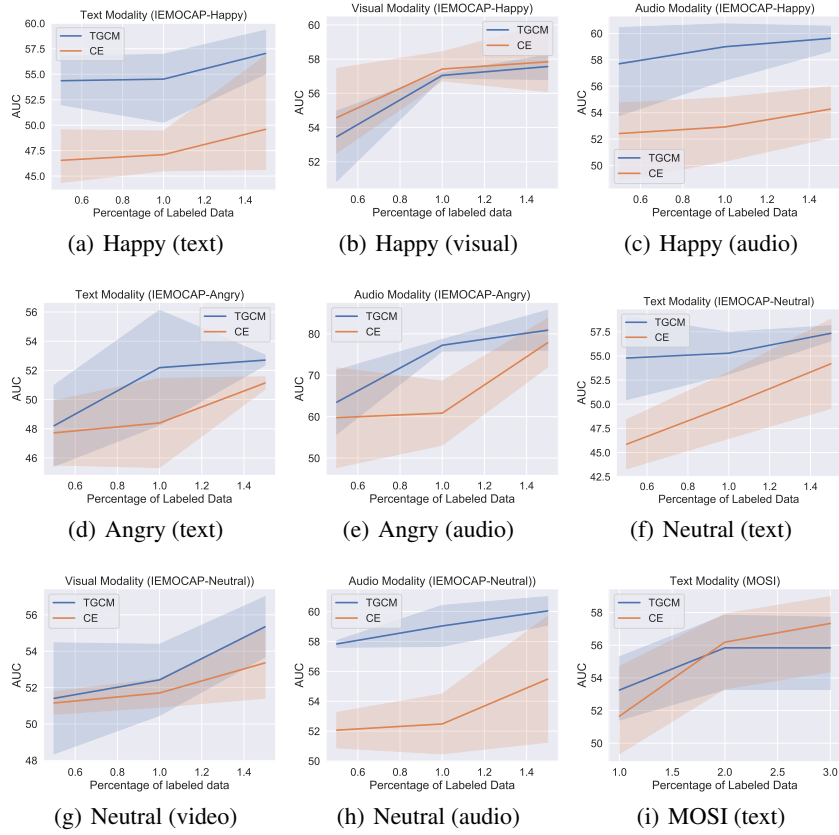 Text Modality (IEMOCAP-Happy)
TGCM
CE
AUC
60.0
57.5
55.0
52.5
50.0
47.5
45.0
0.6 0.8 1.0 1.2 1.4
Percentage of Labeled Data
(a) Happy (text)
Visual Modality (IEMOCAP-Happy)
TGCM
CE
AUC
60
58
56
54
52
0.6 0.8 1.0 1.2 1.4
Percentage of labeled Data
(b) Happy (visual)
Audio Modality (IEMOCAP-Happy)
AUC
60
58
56
54
52
50
TGCM
CE
0.6 0.8 1.0 1.2 1.4
Percentage of Labeled Data
(c) Happy (audio)
Text Modality (IEMOCAP-Angry)
TGCM
CE
AUC
56
54
52
50
48
46
0.6 0.8 1.0 1.2 1.4
Percentage of Labeled Data
(d) Angry (text)
Audio Modality (IEMOCAP-Angry)
TGCM
CE
AUC
80
70
60
50
0.6 0.8 1.0 1.2 1.4
Percentage of Labeled Data
(e) Angry (audio)
Text Modality (IEMOCAP-Neutral)
TGCM
CE
AUC
57.5
55.0
52.5
50.0
47.5
45.0
42.5
0.6 0.8 1.0 1.2 1.4
Percentage of Labeled Data
(f) Neutral (text)
Visual Modality (IEMOCAP-Neutral))
TGCM
CE
AUC
56
54
52
50
48
0.6 0.8 1.0 1.2 1.4
Percentage of Labeled Data
(g) Neutral (video)
Audio Modality (IEMOCAP-Neutral))
TGCM
CE
AUC
60
58
56
54
52
50
0.6 0.8 1.0 1.2 1.4
Percentage of Labeled Data
(h) Neutral (audio)
Text Modality (MOSI)
TGCM
CE
AUC
58
56
54
52
50
1.0 1.5 2.0 2.5 3.0
Percentage of Labeled Data
(i) MOSI (text)